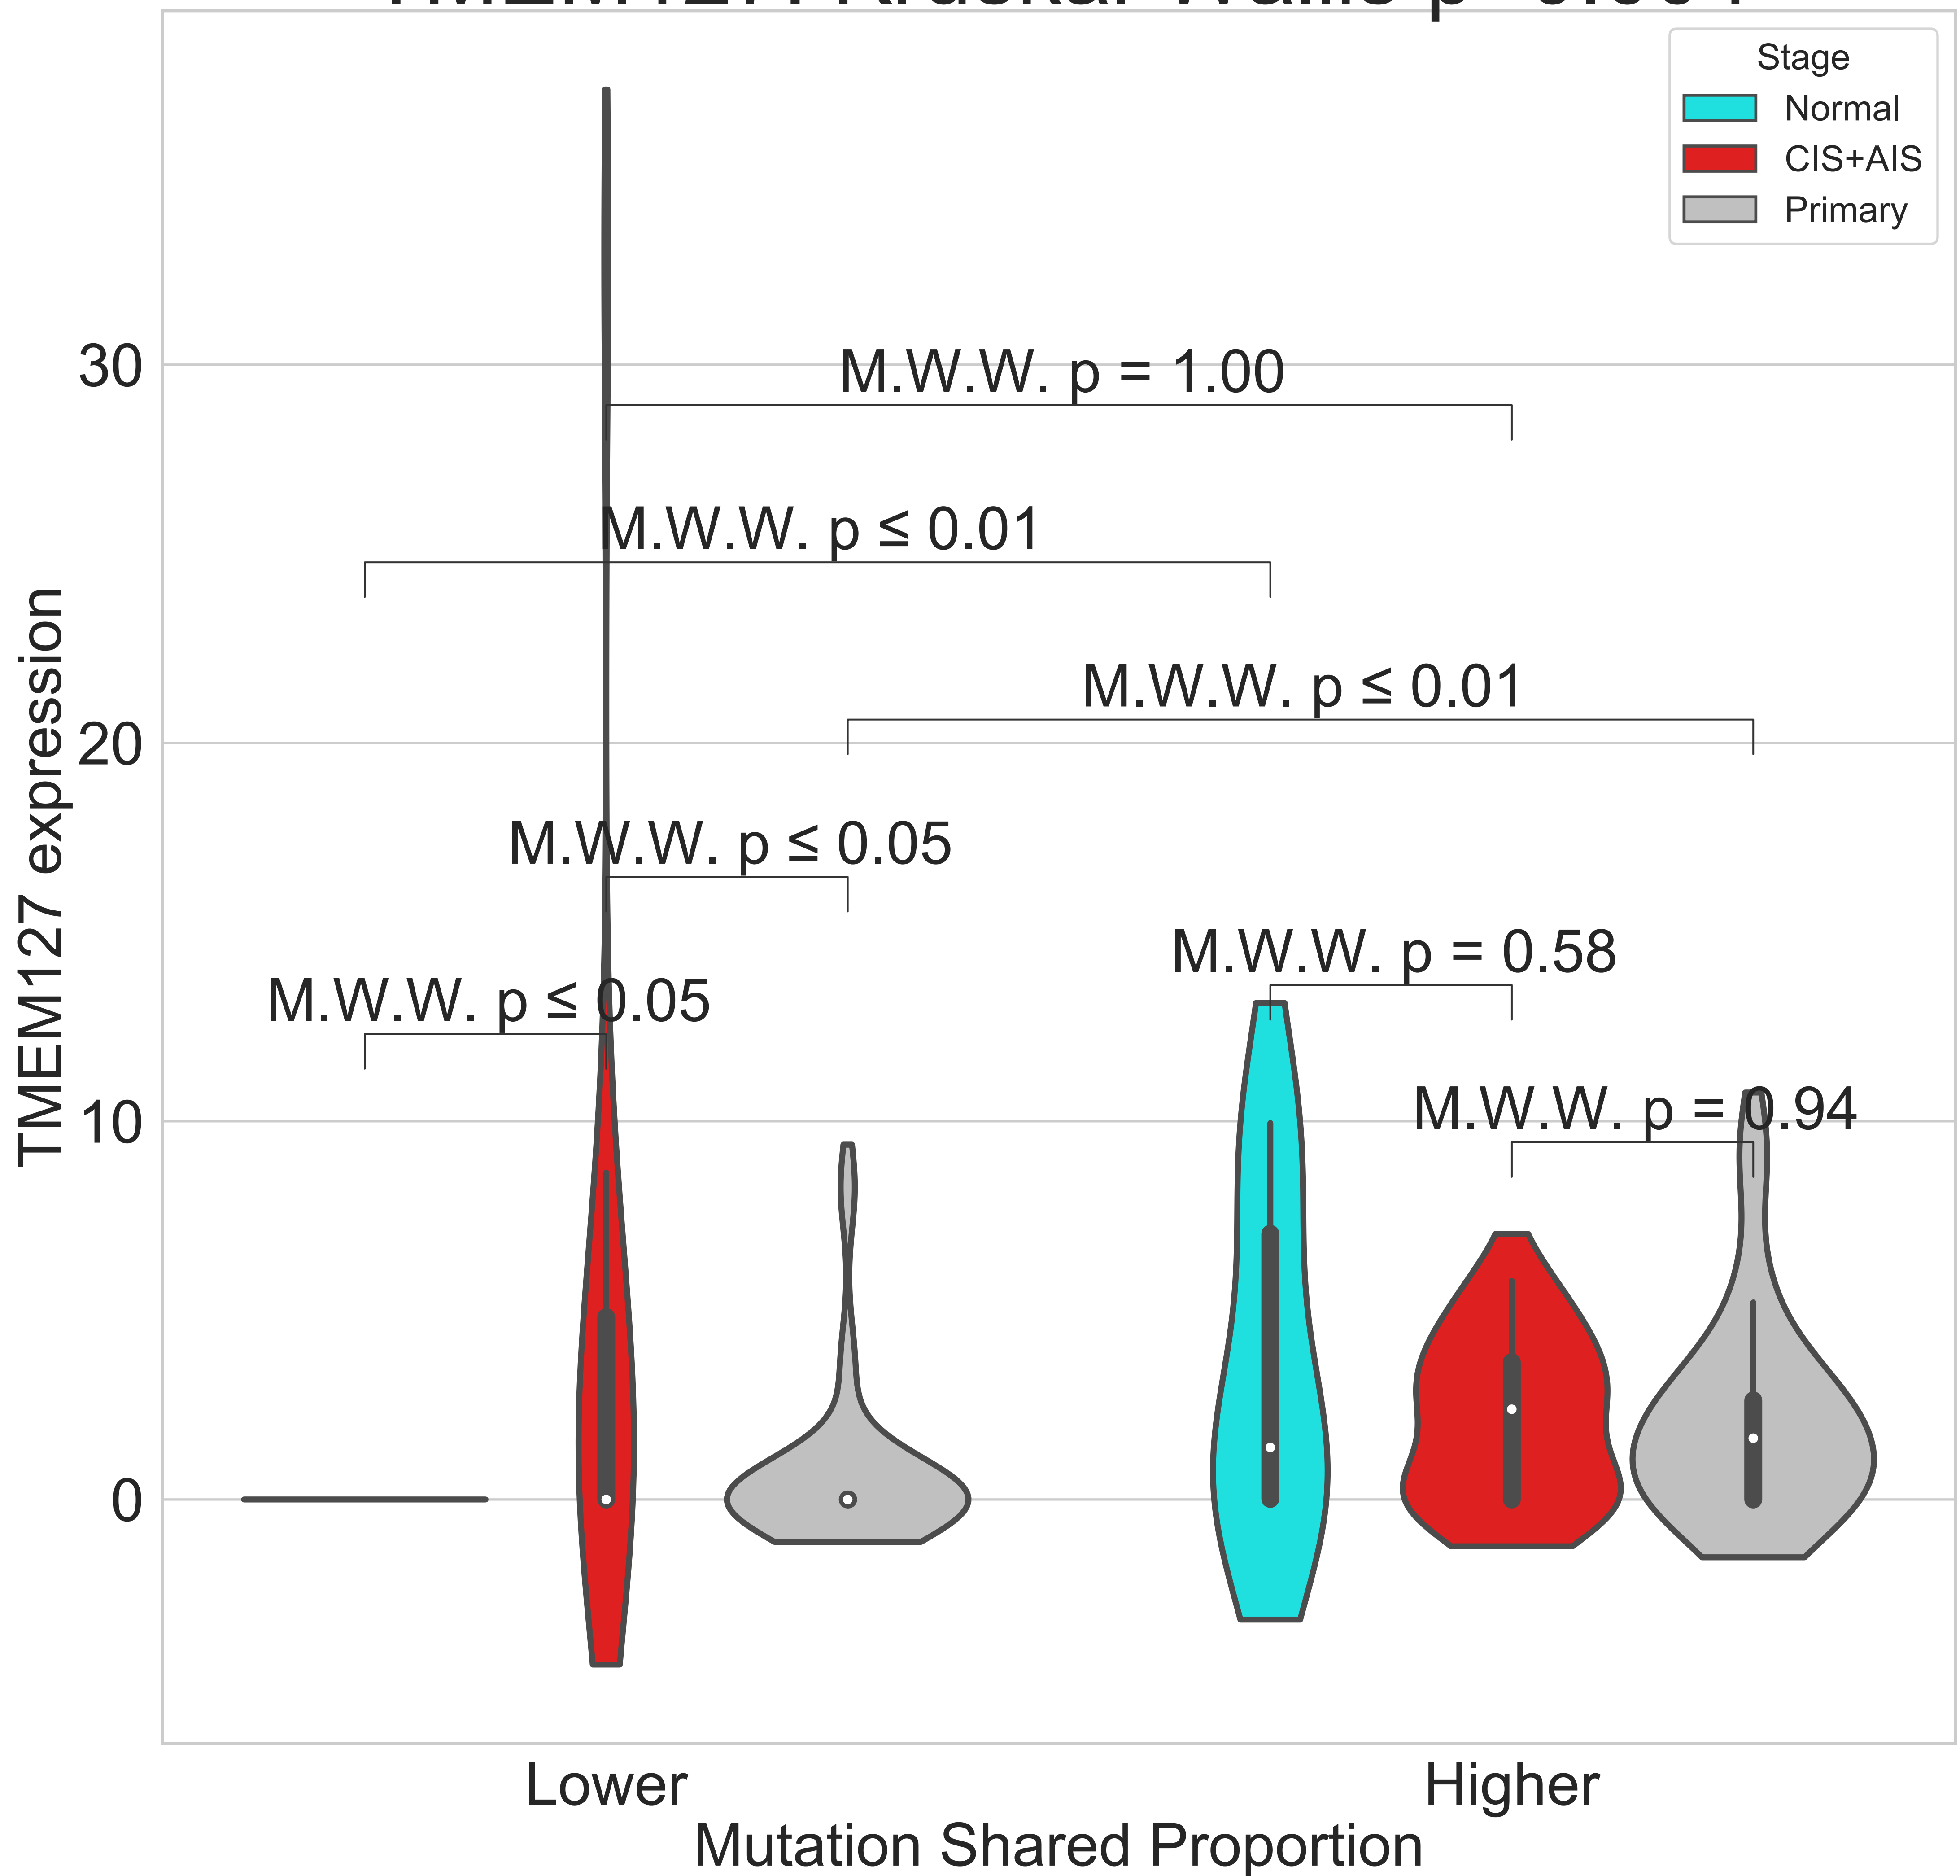 Stage
Normal
CIS+AIS
Primary
30
M.W.W. p = 1.00
M.W.W. p ≤ 0.01
M.W.W. p ≤ 0.01
20
M.W.W. p ≤ 0.05
M.W.W. p = 0.58
M.W.W. p ≤ 0.05
M.W.W. p = 0.94
10
0
TMEM127 expression
Lower
Higher
Mutation Shared Proportion